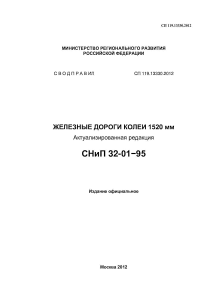 СП 119.13330.2012
МИНИСТЕРСТВО РЕГИОНАЛЬНОГО РАЗВИТИЯ
РОССИЙСКОЙ ФЕДЕРАЦИИ
С В О Д П Р А В И Л СП 119.13330.2012
ЖЕЛЕЗНЫЕ ДОРОГИ КОЛЕИ 1520 мм
Актуализированная редакция
СНиП 32-01−95
Издание официальное
Москва 2012